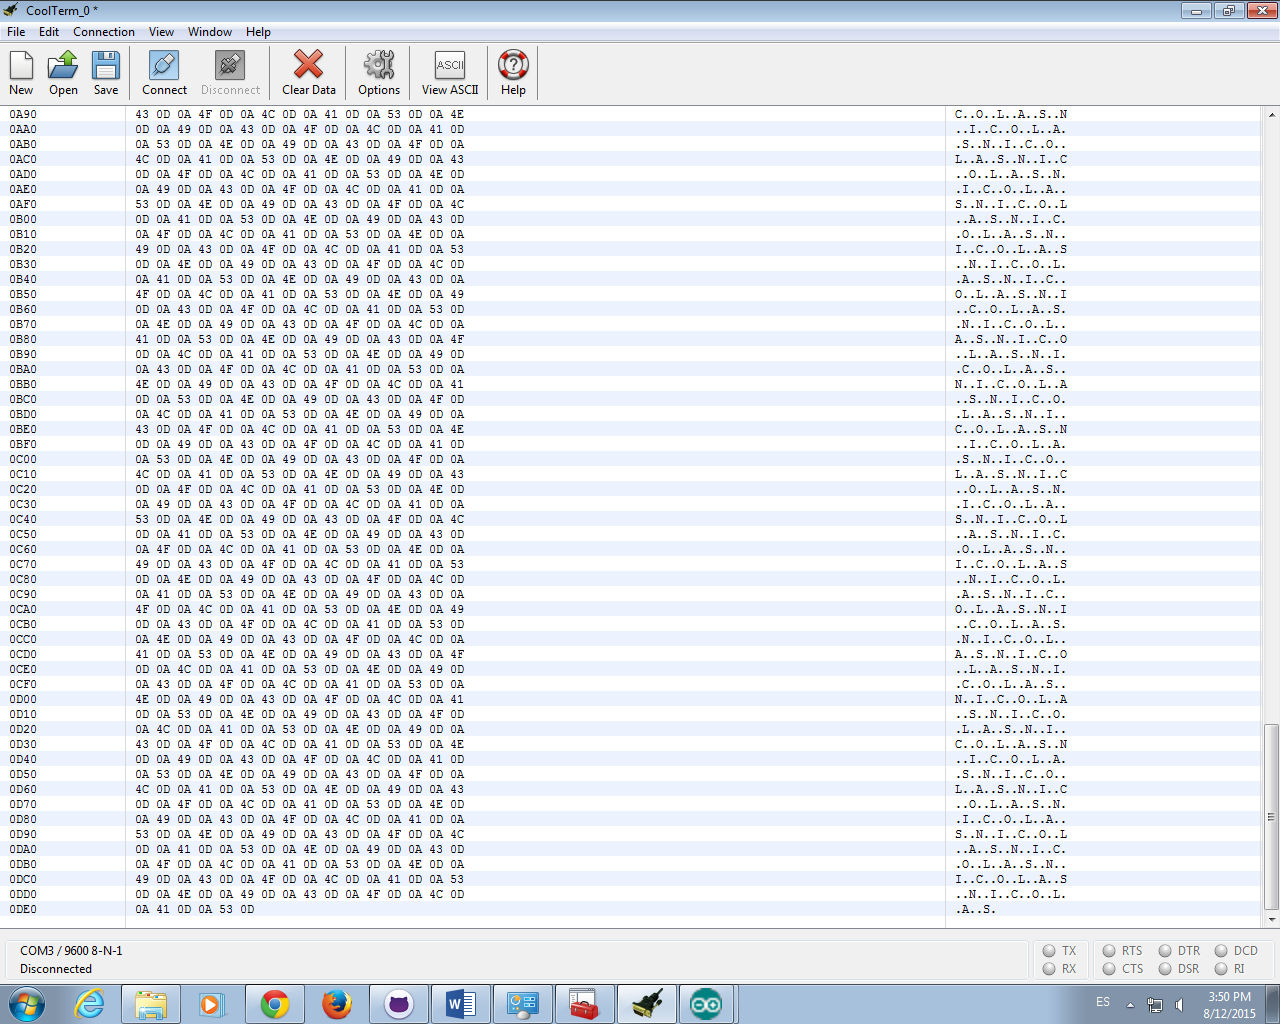 CoolTerm_0 *
File Edit Connection View Window Help
ASCII
New Open Save Connect Disconnect Clear Data Options View ASCII Help
0A90 43 0D 0A 4F 0D 0A 4C 0D 0A 41 0D 0A 53 0D 0A 4E C..O..L..A..S..N
0AA0 0D 0A 49 0D 0A 43 0D 0A 4F 0D 0A 4C 0D 0A 41 0D ..I..C..O..L..A.
0AB0 0A 53 0D 0A 4E 0D 0A 49 0D 0A 43 0D 0A 4F 0D 0A .S..N..I..C..O..
0AC0 4C 0D 0A 41 0D 0A 53 0D 0A 4E 0D 0A 49 0D 0A 43 L..A..S..N..I..C
0AD0 0D 0A 4F 0D 0A 4C 0D 0A 41 0D 0A 53 0D 0A 4E 0D ..O..L..A..S..N.
0AE0 0A 49 0D 0A 43 0D 0A 4F 0D 0A 4C 0D 0A 41 0D 0A .I..C..O..L..A..
0AF0 53 0D 0A 4E 0D 0A 49 0D 0A 43 0D 0A 4F 0D 0A 4C S..N..I..C..O..L
0B00 0D 0A 41 0D 0A 53 0D 0A 4E 0D 0A 49 0D 0A 43 0D ..A..S..N..I..C.
0B10 0A 4F 0D 0A 4C 0D 0A 41 0D 0A 53 0D 0A 4E 0D 0A .O..L..A..S..N..
0B20 49 0D 0A 43 0D 0A 4F 0D 0A 4C 0D 0A 41 0D 0A 53 I..C..O..L..A..S
0B30 0D 0A 4E 0D 0A 49 0D 0A 43 0D 0A 4F 0D 0A 4C 0D ..N..I..C..O..L.
0B40 0A 41 0D 0A 53 0D 0A 4E 0D 0A 49 0D 0A 43 0D 0A .A..S..N..I..C..
0B50 4F 0D 0A 4C 0D 0A 41 0D 0A 53 0D 0A 4E 0D 0A 49 O..L..A..S..N..I
0B60 0D 0A 43 0D 0A 4F 0D 0A 4C 0D 0A 41 0D 0A 53 0D ..C..O..L..A..S.
0B70 0A 4E 0D 0A 49 0D 0A 43 0D 0A 4F 0D 0A 4C 0D 0A .N..I..C..O..L..
0B80 41 0D 0A 53 0D 0A 4E 0D 0A 49 0D 0A 43 0D 0A 4F A..S..N..I..C..O
0B90 0D 0A 4C 0D 0A 41 0D 0A 53 0D 0A 4E 0D 0A 49 0D ..L..A..S..N..I.
0BA0 0A 43 0D 0A 4F 0D 0A 4C 0D 0A 41 0D 0A 53 0D 0A .C..O..L..A..S..
0BB0 4E 0D 0A 49 0D 0A 43 0D 0A 4F 0D 0A 4C 0D 0A 41 N..I..C..O..L..A
0BC0 0D 0A 53 0D 0A 4E 0D 0A 49 0D 0A 43 0D 0A 4F 0D ..S..N..I..C..O.
0BD0 0A 4C 0D 0A 41 0D 0A 53 0D 0A 4E 0D 0A 49 0D 0A .L..A..S..N..I..
0BE0 43 0D 0A 4F 0D 0A 4C 0D 0A 41 0D 0A 53 0D 0A 4E C..O..L..A..S..N
0BF0 0D 0A 49 0D 0A 43 0D 0A 4F 0D 0A 4C 0D 0A 41 0D ..I..C..O..L..A.
0C00 0A 53 0D 0A 4E 0D 0A 49 0D 0A 43 0D 0A 4F 0D 0A .S..N..I..C..O..
0C10 4C 0D 0A 41 0D 0A 53 0D 0A 4E 0D 0A 49 0D 0A 43 L..A..S..N..I..C
0C20 0D 0A 4F 0D 0A 4C 0D 0A 41 0D 0A 53 0D 0A 4E 0D ..O..L..A..S..N.
0C30 0A 49 0D 0A 43 0D 0A 4F 0D 0A 4C 0D 0A 41 0D 0A .I..C..O..L..A..
0C40 53 0D 0A 4E 0D 0A 49 0D 0A 43 0D 0A 4F 0D 0A 4C S..N..I..C..O..L
0C50 0D 0A 41 0D 0A 53 0D 0A 4E 0D 0A 49 0D 0A 43 0D ..A..S..N..I..C.
0C60 0A 4F 0D 0A 4C 0D 0A 41 0D 0A 53 0D 0A 4E 0D 0A .O..L..A..S..N..
0C70 49 0D 0A 43 0D 0A 4F 0D 0A 4C 0D 0A 41 0D 0A 53 I..C..O..L..A..S
0C80 0D 0A 4E 0D 0A 49 0D 0A 43 0D 0A 4F 0D 0A 4C 0D ..N..I..C..O..L.
0C90 0A 41 0D 0A 53 0D 0A 4E 0D 0A 49 0D 0A 43 0D 0A .A..S..N..I..C..
0CA0 4F 0D 0A 4C 0D 0A 41 0D 0A 53 0D 0A 4E 0D 0A 49 O..L..A..S..N..I
0CB0 0D 0A 43 0D 0A 4F 0D 0A 4C 0D 0A 41 0D 0A 53 0D ..C..O..L..A..S.
0CC0 0A 4E 0D 0A 49 0D 0A 43 0D 0A 4F 0D 0A 4C 0D 0A .N..I..C..O..L..
0CD0 41 0D 0A 53 0D 0A 4E 0D 0A 49 0D 0A 43 0D 0A 4F A..S..N..I..C..O
0CE0 0D 0A 4C 0D 0A 41 0D 0A 53 0D 0A 4E 0D 0A 49 0D ..L..A..S..N..I.
0CF0 0A 43 0D 0A 4F 0D 0A 4C 0D 0A 41 0D 0A 53 0D 0A .C..O..L..A..S..
0D00 4E 0D 0A 49 0D 0A 43 0D 0A 4F 0D 0A 4C 0D 0A 41 N..I..C..O..L..A
0D10 0D 0A 53 0D 0A 4E 0D 0A 49 0D 0A 43 0D 0A 4F 0D ..S..N..I..C..O.
0D20 0A 4C 0D 0A 41 0D 0A 53 0D 0A 4E 0D 0A 49 0D 0A .L..A..S..N..I..
0D30 43 0D 0A 4F 0D 0A 4C 0D 0A 41 0D 0A 53 0D 0A 4E C..O..L..A..S..N
0D40 0D 0A 49 0D 0A 43 0D 0A 4F 0D 0A 4C 0D 0A 41 0D ..I..C..O..L..A.
0D50 0A 53 0D 0A 4E 0D 0A 49 0D 0A 43 0D 0A 4F 0D 0A .S..N..I..C..O..
0D60 4C 0D 0A 41 0D 0A 53 0D 0A 4E 0D 0A 49 0D 0A 43 L..A..S..N..I..C
0D70 0D 0A 4F 0D 0A 4C 0D 0A 41 0D 0A 53 0D 0A 4E 0D ..O..L..A..S..N.
0D80 0A 49 0D 0A 43 0D 0A 4F 0D 0A 4C 0D 0A 41 0D 0A .I..C..O..L..A..
0D90 53 0D 0A 4E 0D 0A 49 0D 0A 43 0D 0A 4F 0D 0A 4C S..N..I..C..O..L
0DA0 0D 0A 41 0D 0A 53 0D 0A 4E 0D 0A 49 0D 0A 43 0D ..A..S..N..I..C.
0DB0 0A 4F 0D 0A 4C 0D 0A 41 0D 0A 53 0D 0A 4E 0D 0A .O..L..A..S..N..
0DC0 49 0D 0A 43 0D 0A 4F 0D 0A 4C 0D 0A 41 0D 0A 53 I..C..O..L..A..S
0DD0 0D 0A 4E 0D 0A 49 0D 0A 43 0D 0A 4F 0D 0A 4C 0D ..N..I..C..O..L.
0DE0 0A 41 0D 0A 53 0D .A..S.
COM3 / 9600 8-N-1 TX RTS DTR DCD
Disconnected RX CTS DSR RI
ES 3:50 PM
8/12/2015